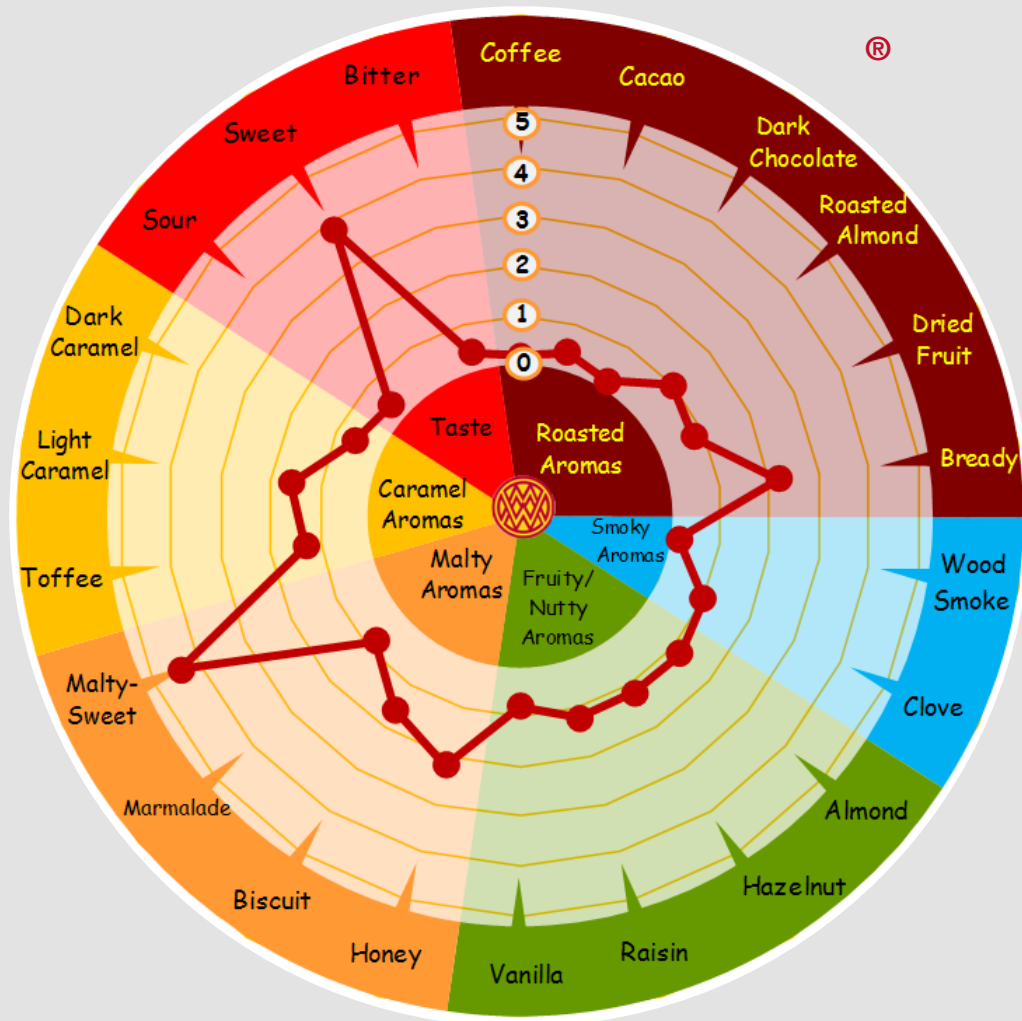 ®
Coffee
Cacao
Dark
Chocolate
Roasted
Almond
Dried
Fruit
Bready
Wood
Smoke
Clove
Almond
Hazelnut
Raisin
Vanilla
Honey
Biscuit
Marmalade
Malty-
Sweet
Toffee
Light
Caramel
Dark
Caramel
Sour
Sweet
Bitter
5
4
3
2
1
0
Taste
Roasted
Aromas
Smoky
Aromas
Fruity/
Nutty
Aromas
Malty
Aromas
Caramel
Aromas